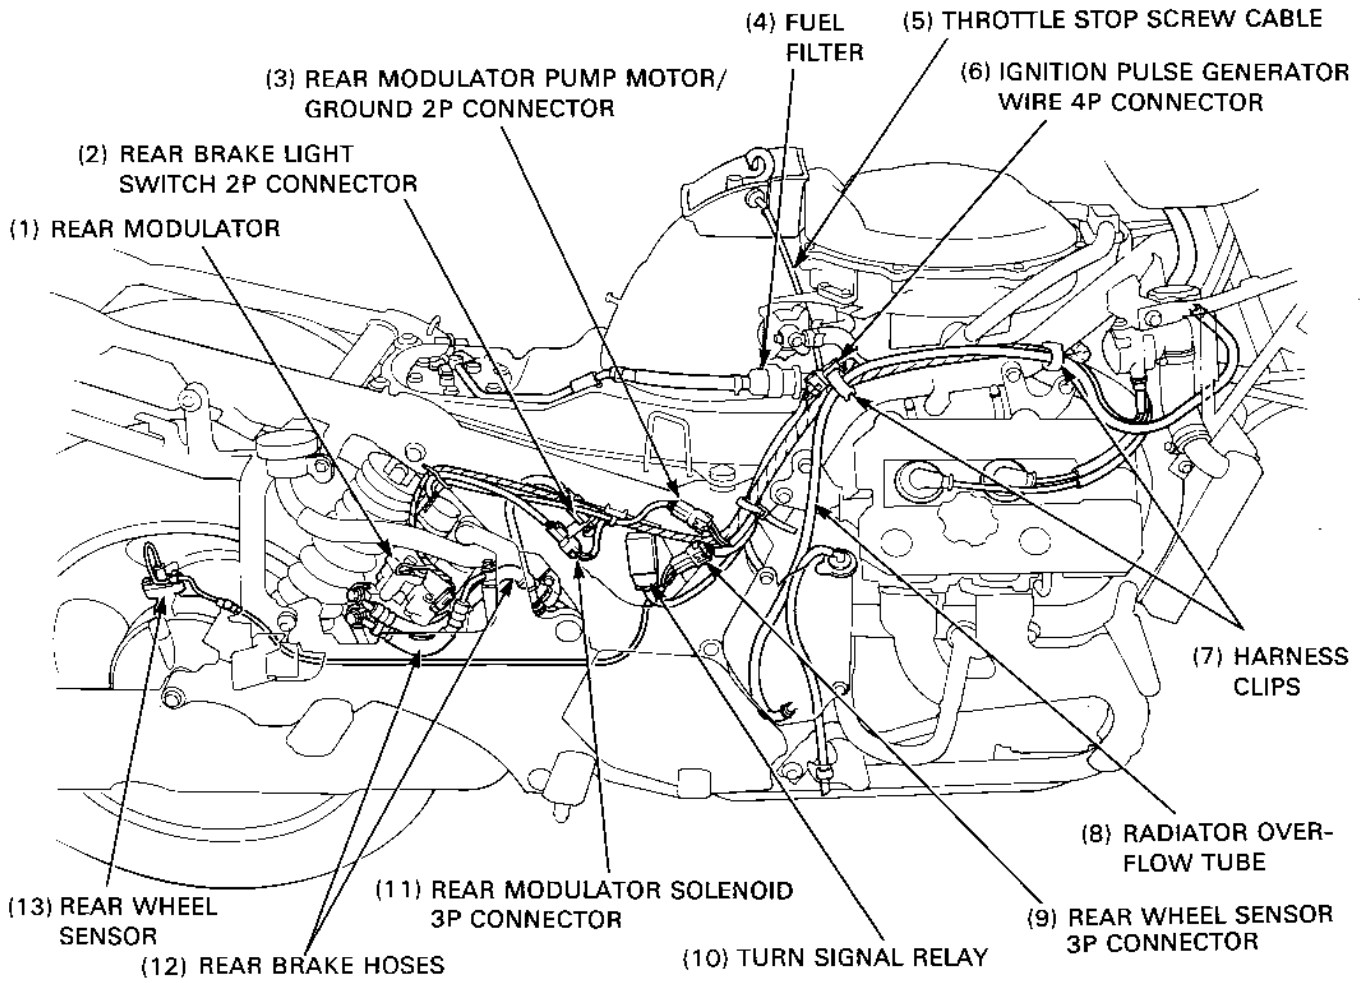 (4) FUEL
FILTER
(5) THROTTLE STOP SCREW CABLE
(3) REAR MODULATOR PUMP MOTOR/
GROUND 2P CONNECTOR
(6) IGNITION PULSE GENERATOR
WIRE 4P CONNECTOR
(2) REAR BRAKE LIGHT
SWITCH 2P CONNECTOR
(1) REAR MODULATOR
(7) HARNESS
CLIPS
(8) RADIATOR OVER-
FLOW TUBE
(9) REAR WHEEL SENSOR
3P CONNECTOR
(10) TURN SIGNAL RELAY
(11) REAR MODULATOR SOLENOID
3P CONNECTOR
(12) REAR BRAKE HOSES
(13) REAR WHEEL
SENSOR